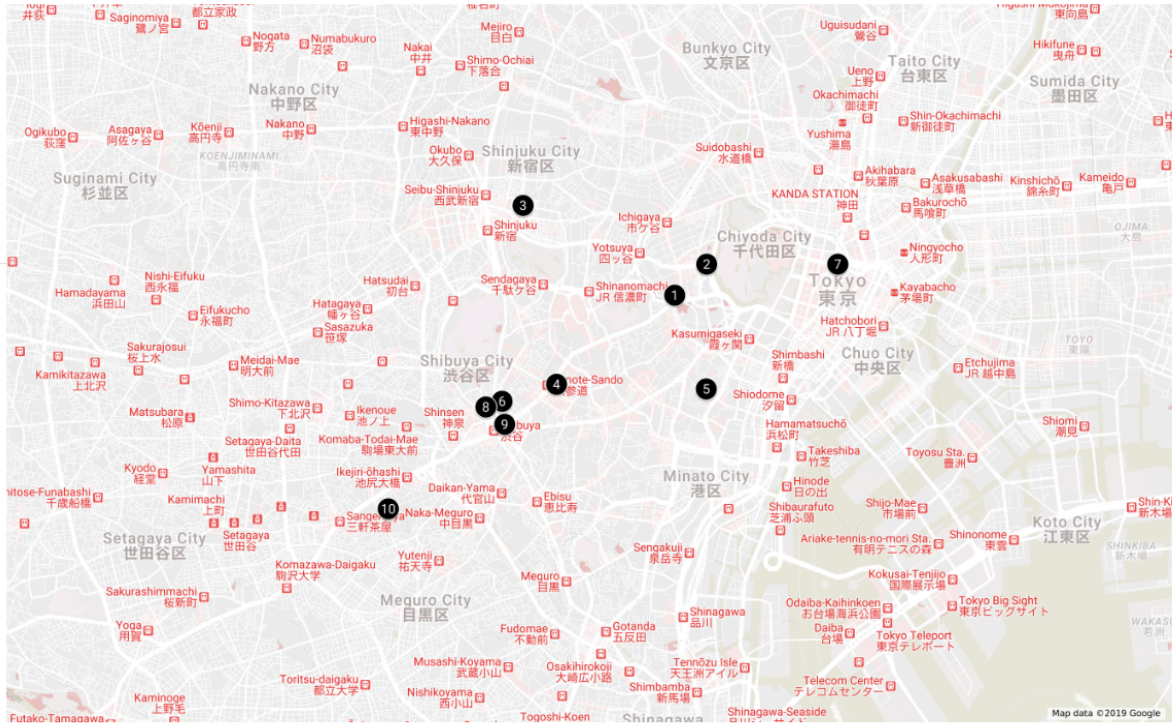 井荻
Saginomiya
鷺ノ宮
都立家政
Nogata
野方
Numabukuro
沼袋
Nakai
中井
Mejiro
目白
Shimo-Ochiai
下落合
Bunkyo City
文京区
Uguisudani
鶯谷
東向島
Hikifune
曳舟
Taito City
台東区
Ueno
上野
Sumida City
墨田区
Nakano City
中野区
Okachimachi
御徒町
Shin-Okachimachi
新御徒町
Ogikubo
荻窪
Asagaya
阿佐ヶ谷
Kōenji
高円寺
Nakano
中野
Higashi-Nakano
東中野
Yushima
湯島
KOENJIMINAMI
高円寺南
Okubo
大久保
Shinjuku City
新宿区
Suidobashi
水道橋
Suginami City
杉並区
Akihabara
秋葉原
Asakusabashi
浅草橋
Kinshichō
錦糸町
Kameido
亀戸
Seibu-Shinjuku
西武新宿
3
KANDA STATION
神田
Bakurochō
馬喰町
Shinjuku
新宿
Ichigaya
市ケ谷
OJIMA
大島
Chiyoda City
千代田区
Ningyocho
人形町
Yotsuya
四ッ谷
2
7
Tokyo
東京
Nishi-Eifuku
西永福
Hatsudai
初台
Sendagaya
千駄ケ谷
Shinanomachi
JR 信濃町
1
Hamadayama
浜田山
Kayabacho
茅場町
Eifukucho
永福町
Hatagaya
幡ヶ谷
Sasazuka
笹塚
Hatchobori
JR 八丁堀
Kasumigaseki
霞ヶ関
TOYO
東陽
Sakurajosui
桜上水
Meidai-Mae
明大前
Shibuya City
渋谷区
Shimbashi
新橋
Chuo City
中央区
Etchujima
JR 越中島
Kamikitazawa
上北沢
4
5
Shiodome
汐留
Shimo-Kitazawa
下北沢
Ikenoue
池ノ上
6
8
9
渋谷
Matsubara
松原
Shinsen
神泉
Hamamatsuchō
浜松町
Shiomi
潮見
Setagaya-Daita
世田谷代田
Komaba-Todai-Mae
駒場東大前
Takeshiba
竹芝
Toyosu Sta.
豊洲
Kyodo
経堂
Yamashita
山下
Ikejiri-ōhashi
池尻大橋
Minato City
港区
Hinode
日の出
千歳船橋
Kamimachi
上町
10
三軒茶屋
Daikan-Yama
代官山
Ebisu
恵比寿
Shibaurafuto
芝浦ふ頭
Shijo-Mae
市場前
新木場
Setagaya City
世田谷区
Setagaya
世田谷
Naka-Meguro
中目黒
Koto City
江東区
Sengakuji
泉岳寺
Ariake-tennis-no-mori Sta.
有明テニスの森
Shinonome
東雲
SHINKIBA
新木場
Komazawa-Daigaku
駒沢大学
Yutenji
祐天寺
Meguro
目黒
Kokusai-Tenjijo
国際展示場
Sakurashimmachi
桜新町
Meguro City
目黒区
Shinagawa
品川
Odaiba-Kaihinkoen
お台場海浜公園
Tokyo Big Sight
東京ビッグサイト
Yoga
用賀
Fudomae
不動前
Gotanda
五反田
Daiba
台場
Tokyo Teleport
東京テレポート
若洲
Musashi-Koyama
武蔵小山
Osakihirokoji
大崎広小路
Tennōzu Isle
天王洲アイル
Toritsu-daigaku
都立大学
Nishikoyama
西小山
Shimbamba
新馬場
Telecom Center
テレコムセンター
Kaminoge
上野毛
Togoshi-Koen
Shinagawa
Shinagawa-Seaside
Futako-Tamagawa
Map data ©2019 Google